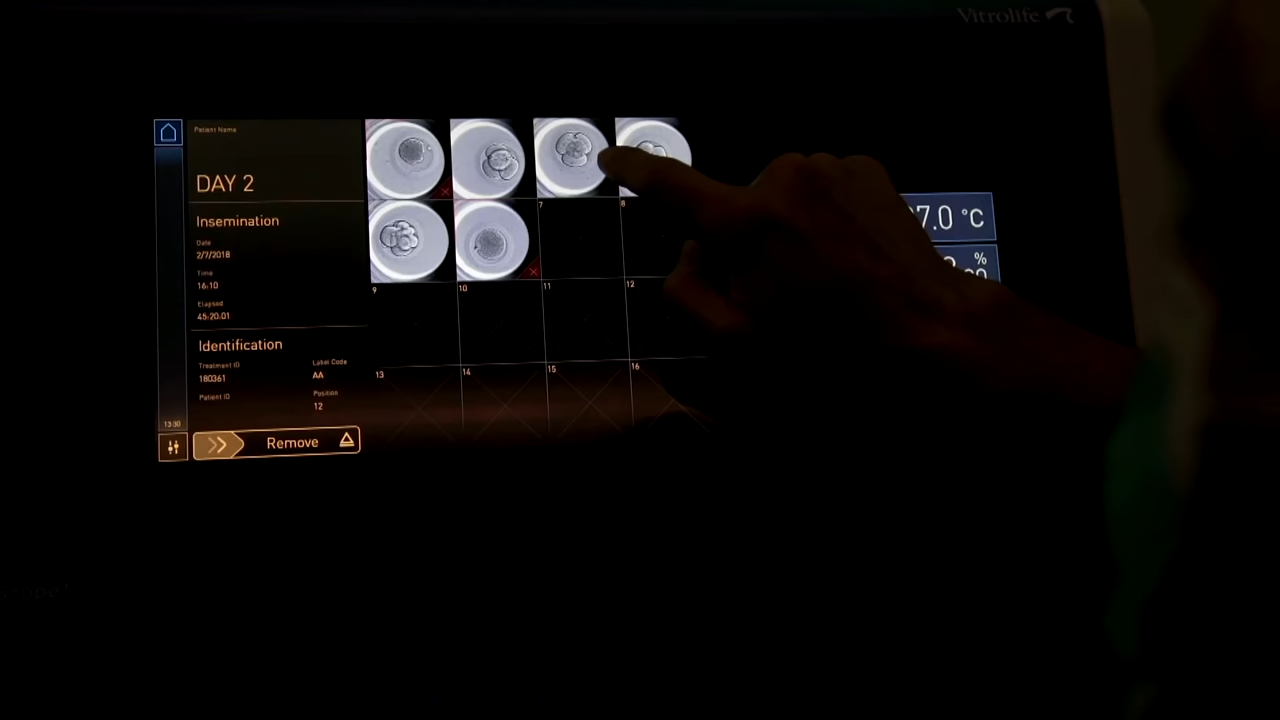 Vitrolife
Patient Name
DAY 2
Insemination
Date
2/7/2018
Time
16:10
Elapsed
45:20:01
Identification
Treatment ID
Label Code
180361
AA
Patient ID
Position
12
13:30
Remove
7
8
9
10
11
12
13
14
15
16
7.0 °C
%